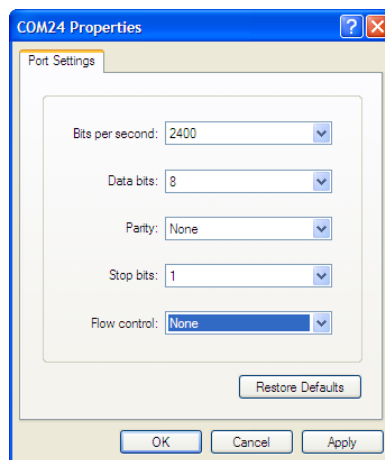 COM24 Properties
Port Settings
Bits per second: 2400
Data bits: 8
Parity: None
Stop bits: 1
Flow control: None
Restore Defaults
OK Cancel Apply